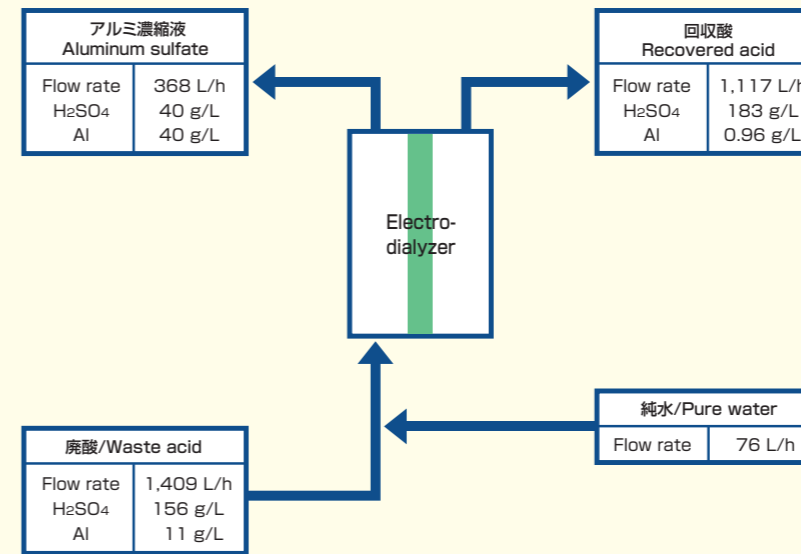 アルミ濃縮液
Aluminum sulfate
Flow rate 368 L/h
H2SO4 40 g/L
Al 40 g/L
回収酸
Recovered acid
Flow rate 1,117 L/h
H2SO4 183 g/L
Al 0.96 g/L
Electro-
dialyzer
純水/Pure water
Flow rate 76 L/h
廃酸/Waste acid
Flow rate 1,409 L/h
H2SO4 156 g/L
Al 11 g/L